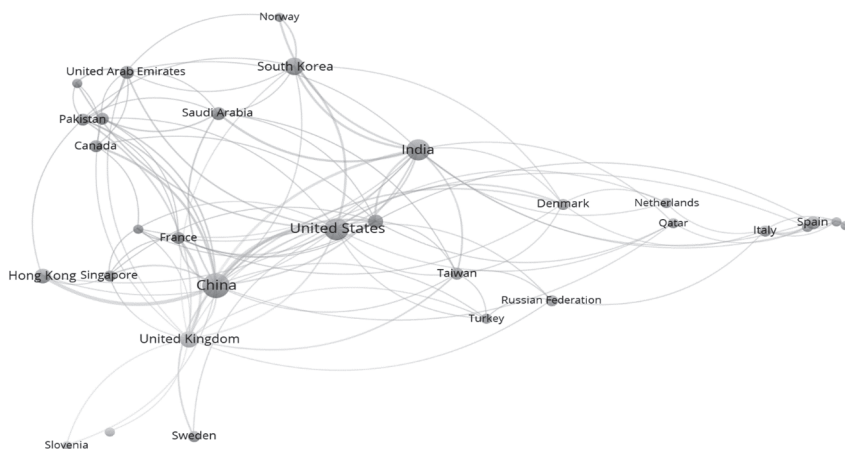 Norway
South Korea
United Arab Emirates
Saudi Arabia
Pakistan
Canada
India
Denmark
Netherlands
Qatar
Spain
Italy
United States
France
Hong Kong
Singapore
China
Taiwan
Russian Federation
Turkey
United Kingdom
Sweden
Slovenia